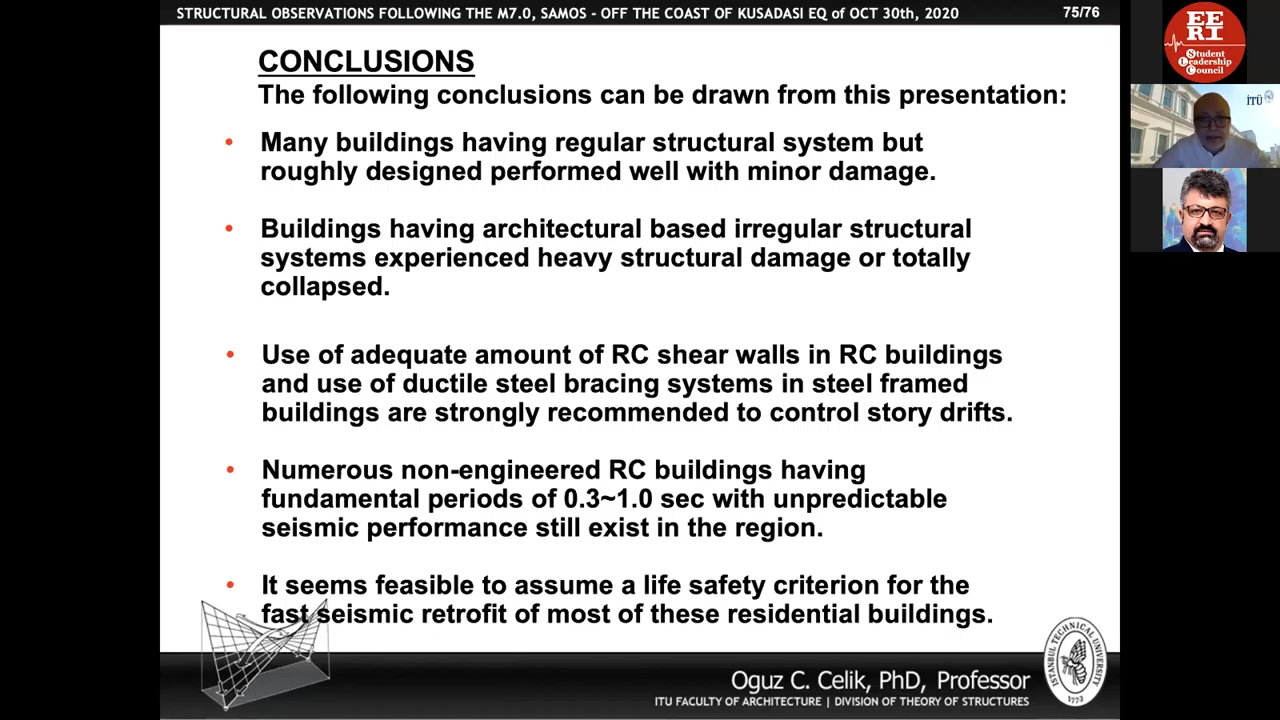 STRUCTURAL OBSERVATIONS FOLLOWING THE M7.0, SAMOS - OFF THE COAST OF KUSADASI EQ of OCT 30th, 2020
75/76
CONCLUSIONS
The following conclusions can be drawn from this presentation:
• Many buildings having regular structural system but
roughly designed performed well with minor damage.
• Buildings having architectural based irregular structural
systems experienced heavy structural damage or totally
collapsed.
• Use of adequate amount of RC shear walls in RC buildings
and use of ductile steel bracing systems in steel framed
buildings are strongly recommended to control story drifts.
• Numerous non-engineered RC buildings having
fundamental periods of 0.3~1.0 sec with unpredictable
seismic performance still exist in the region.
• It seems feasible to assume a life safety criterion for the
fast seismic retrofit of most of these residential buildings.
Oguz C. Celik, PhD, Professor
ITU FACULTY OF ARCHITECTURE | DIVISION OF THEORY OF STRUCTURES
ISTANBUL TECHNICAL UNIVERSITY
1773
EE
RI
Student
Leadership
Council
İTÜ